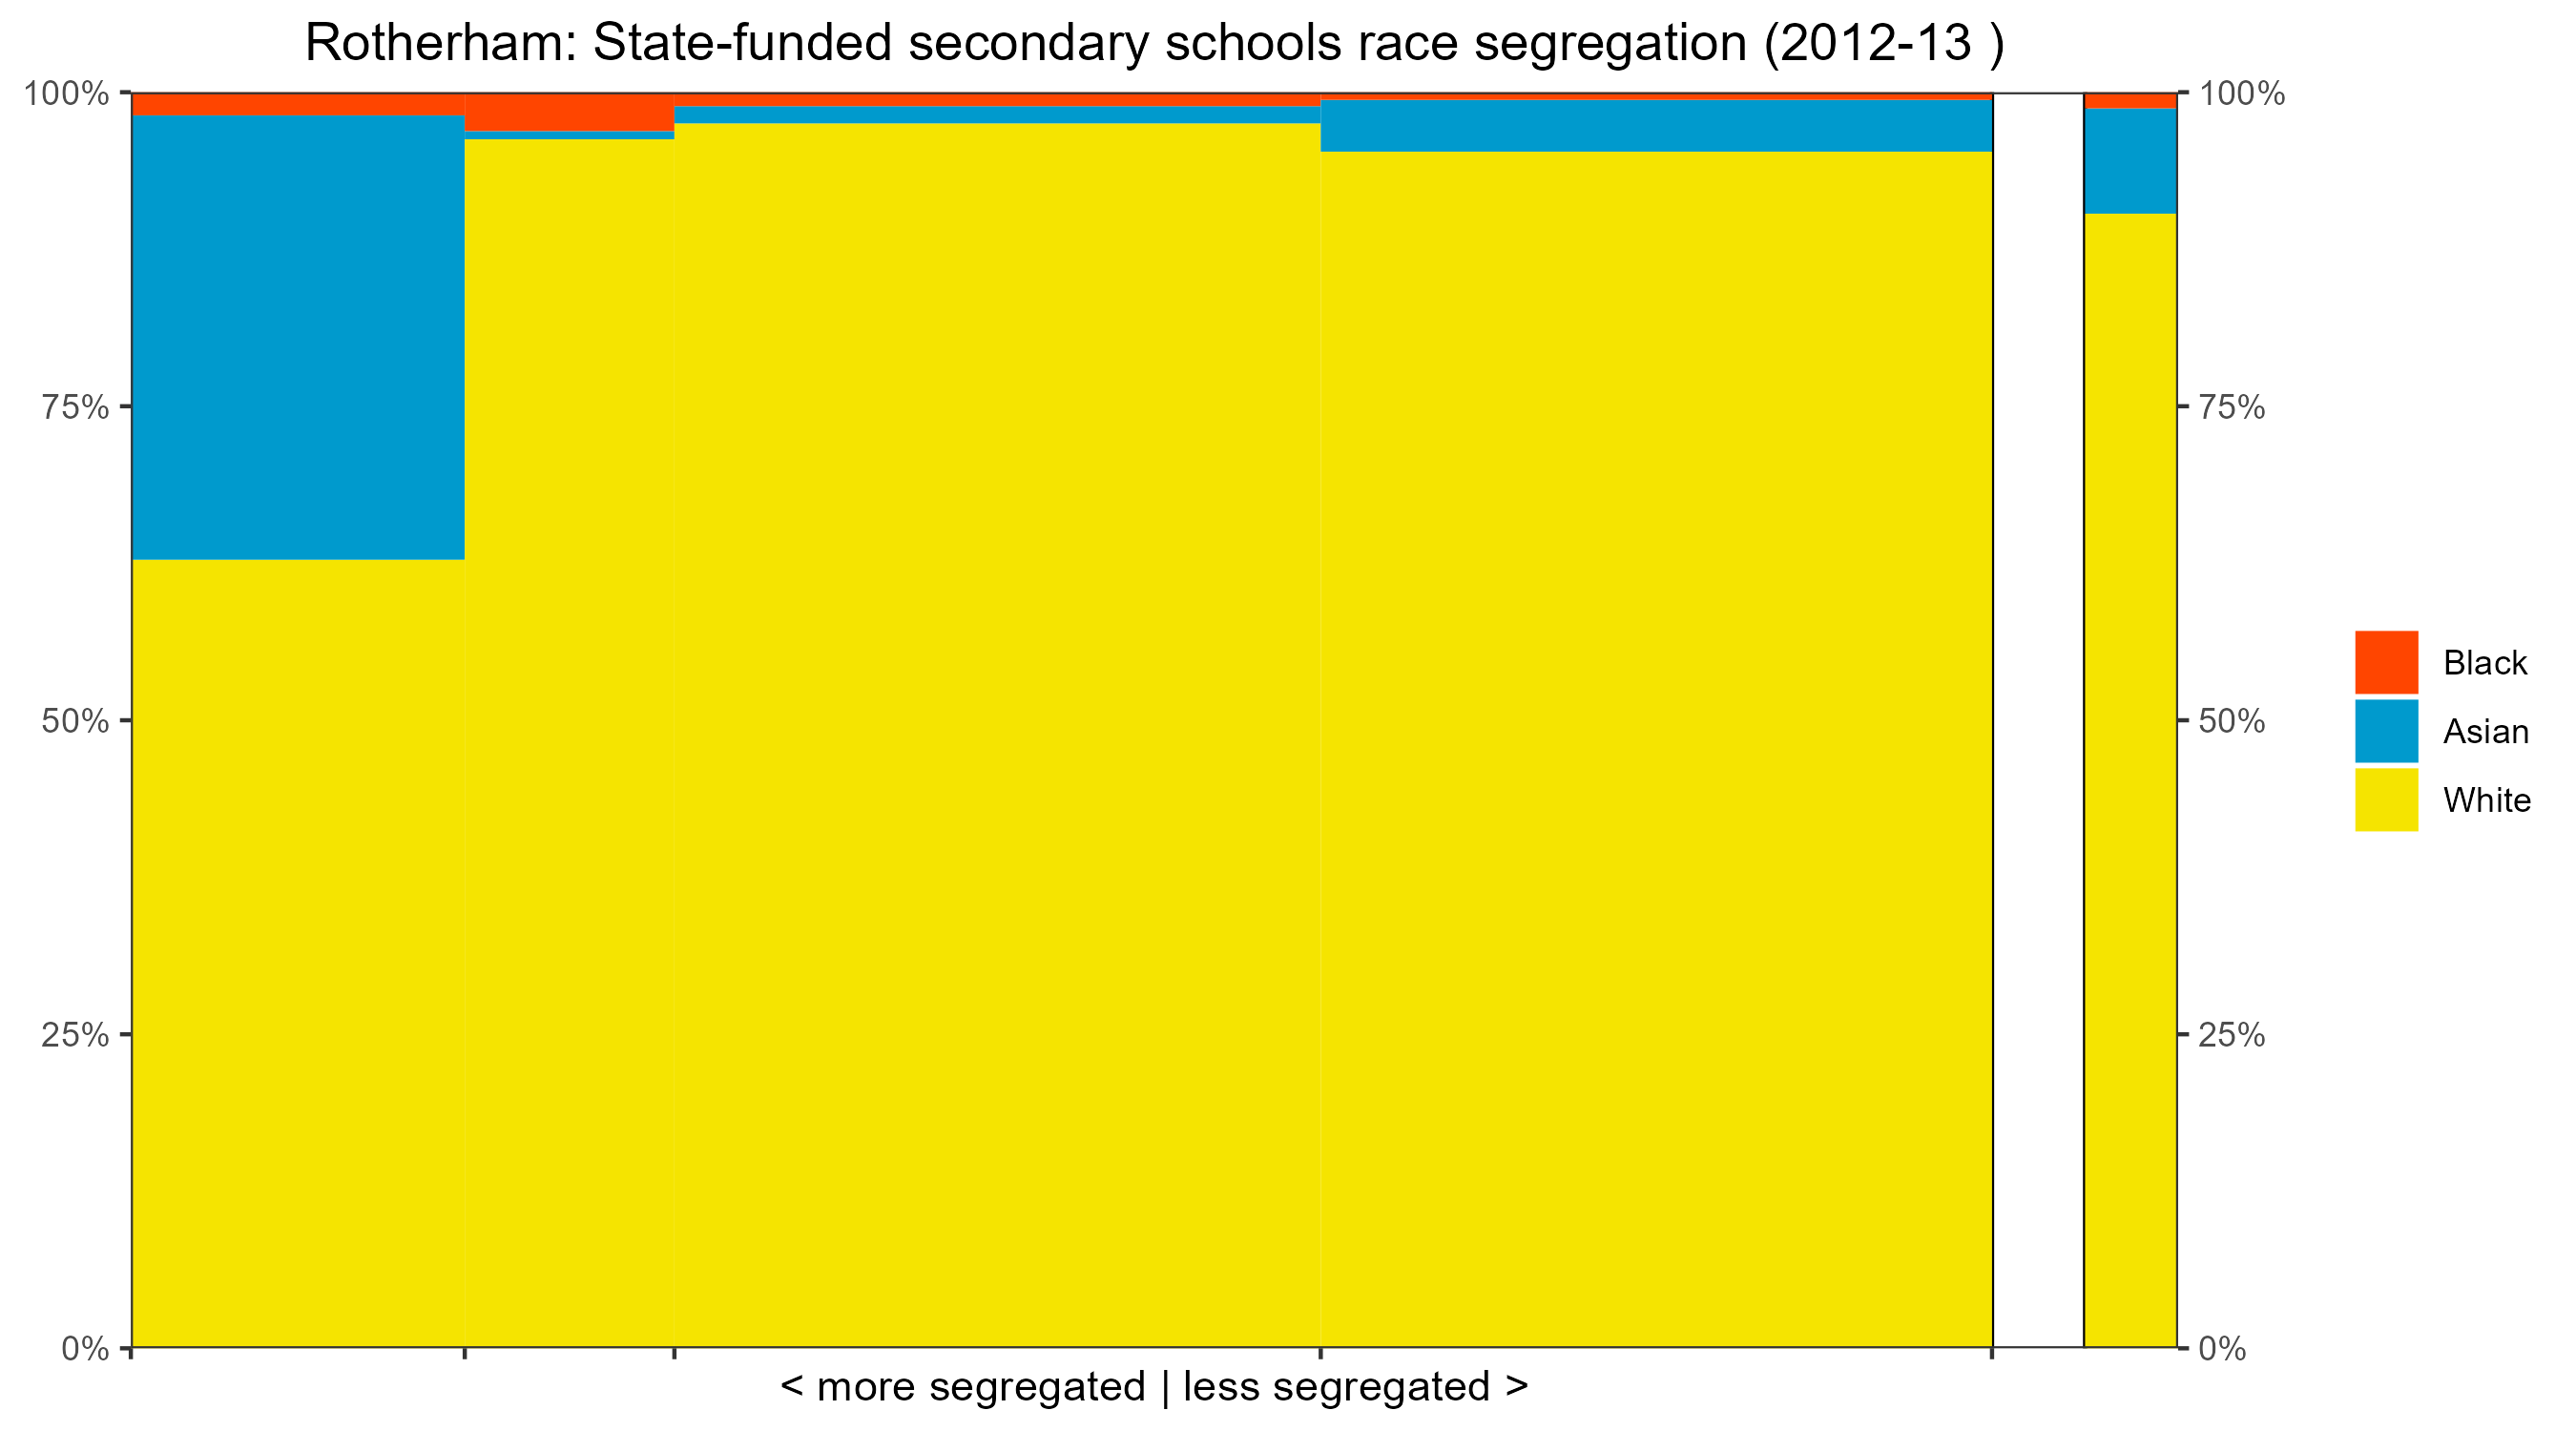 Rotherham: State-funded secondary schools race segregation (2012-13 )
100%
75%
50%
25%
0%
100%
75%
50%
25%
0%
Black
Asian
White
< more segregated | less segregated >